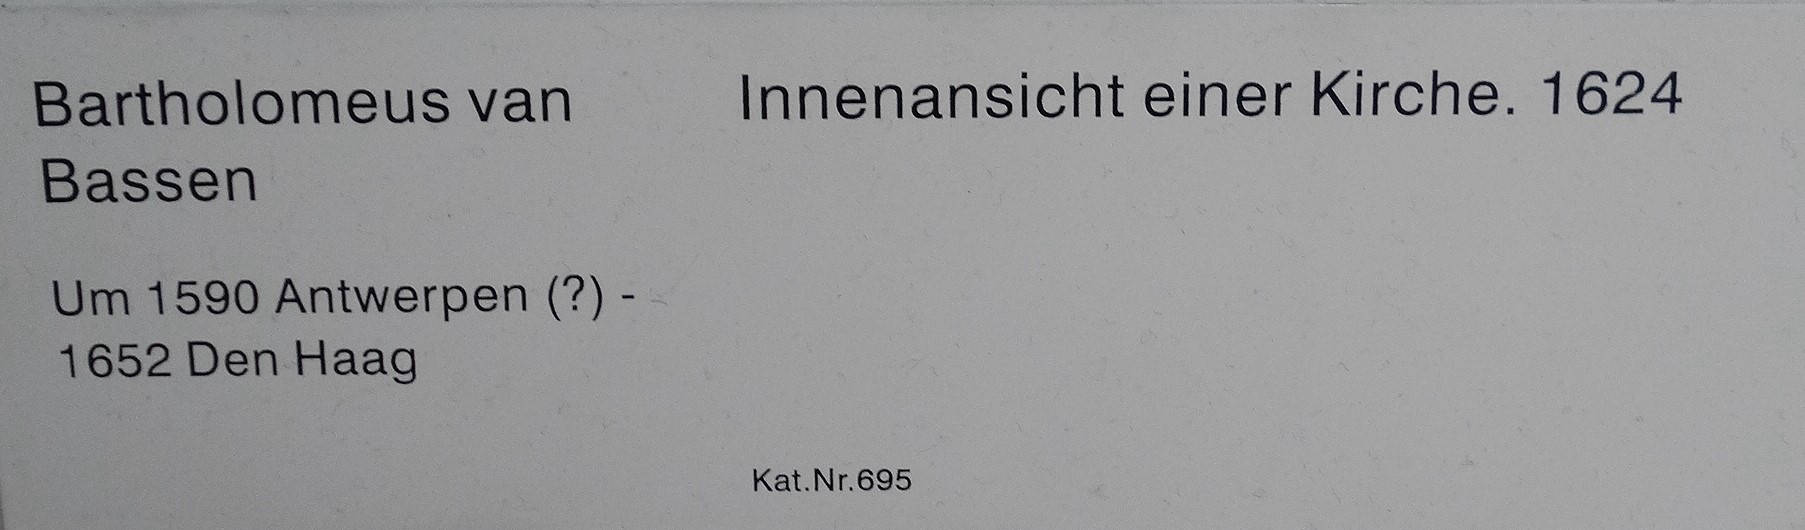 Bartholomeus van
Bassen
Um 1590 Antwerpen (?) -
1652 Den Haag
Innenansicht einer Kirche. 1624
Kat.Nr.695